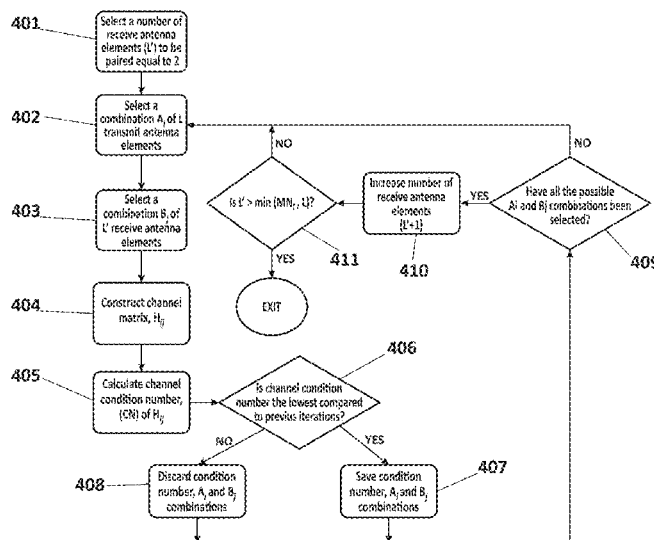 401
Select a number of
receive antenna
elements (L') to be
paired equal to 2
402
Select a
combination Ai of L
transmit antenna
elements
403
Select a
combination Bj of
L' receive antenna
elements
404
Construct channel
matrix, Hij
405
Calculate channel
condition number,
(CN) of Hij
406
Is channel condition
number the lowest compared
to previus iterations?
NO
YES
408
Discard condition
number, Ai and Bj
combinations
407
Save condition
number, Ai and Bj
combinations
NO
Is L' > min {MNr, L}?
411
YES
EXIT
Increase number of
receive antenna
elements
{L'+1}
410
YES
NO
Have all the possible
Ai and Bj combinations been
selected?
409